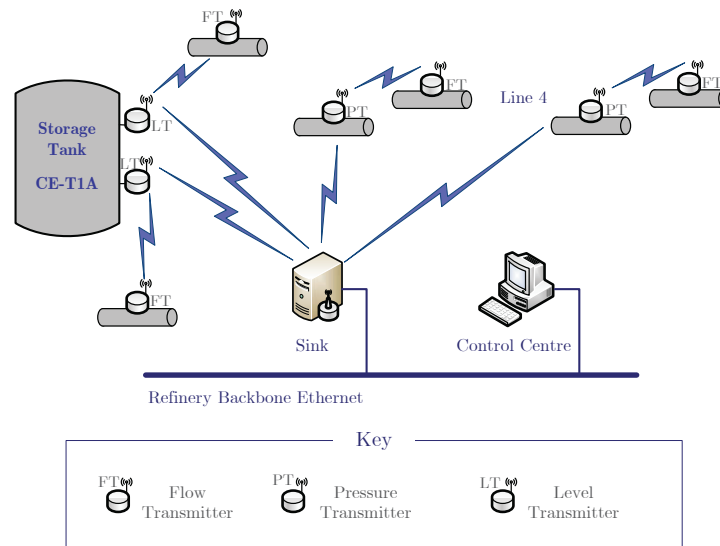 FT
FT
Line 4
FT
PT
PT
LT
Storage
Tank
CE-T1A
LT
FT
Sink
Control Centre
Refinery Backbone Ethernet
Key
FT
Flow
Transmitter
PT
Pressure
Transmitter
LT
Level
Transmitter